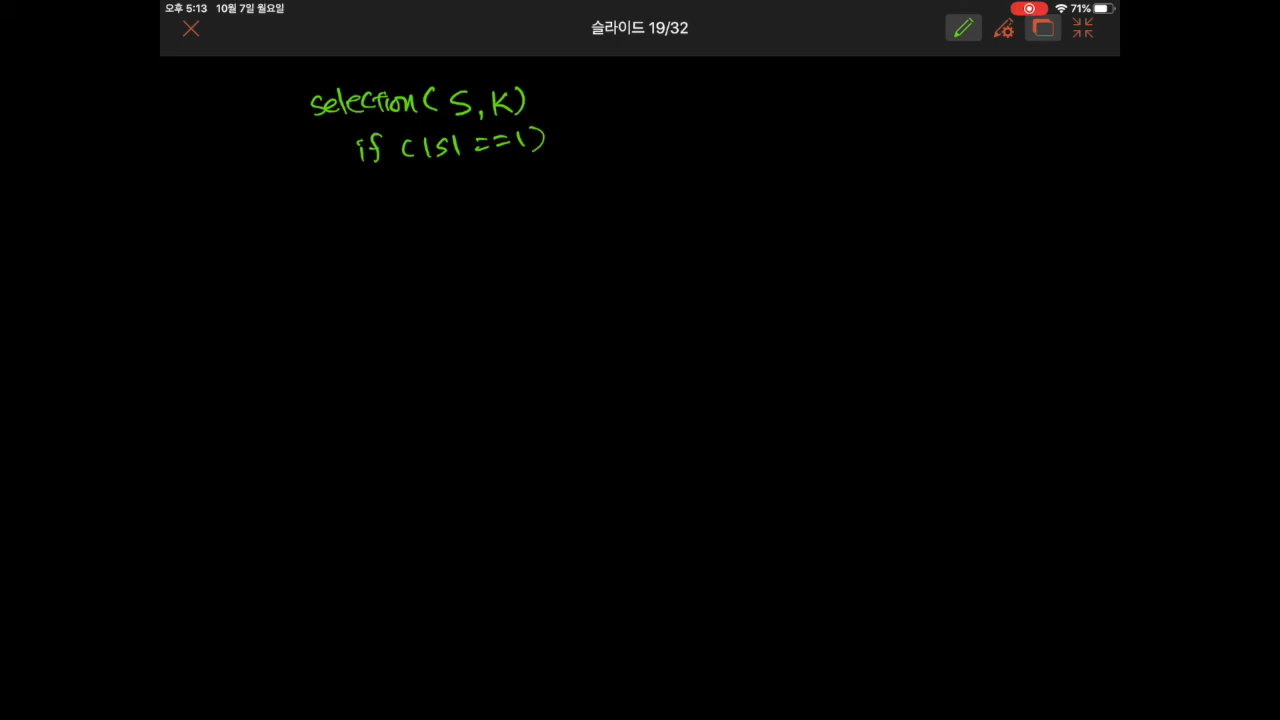 오후 5:13 10월 7일 월요일
71%
슬라이드 19/32
selection( S, K)
if (|S| ==1)